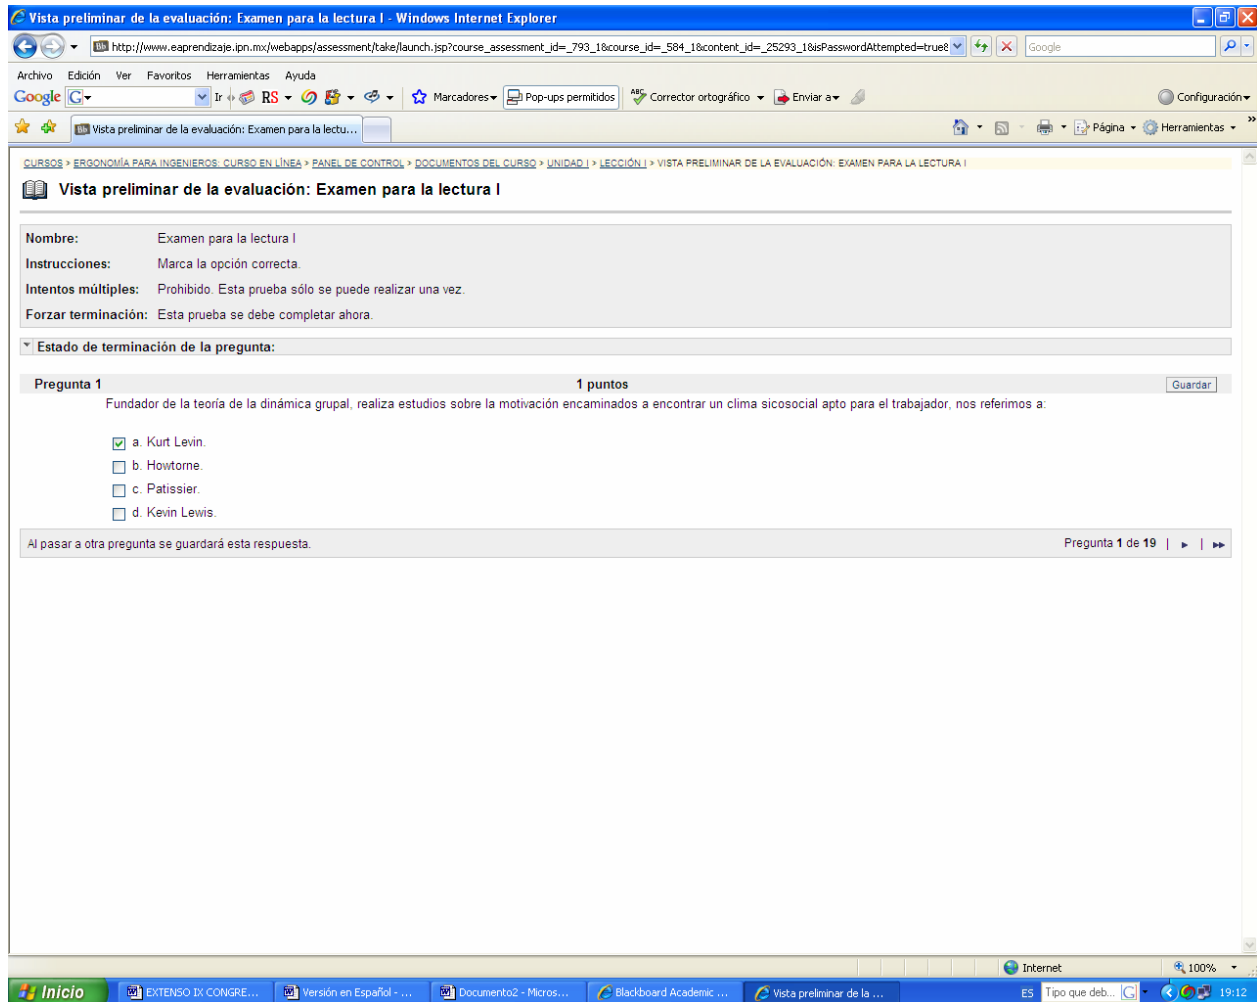 Vista preliminar de la evaluación: Examen para la lectura I - Windows Internet Explorer
http://www.eaprendizaje.ipn.mx/webapps/assessment/take/launch.jsp?course_assessment_id=_793_1&course_id=_584_1&content_id=_25293_1&isPasswordAttempted=true& Google
Archivo Edición Ver Favoritos Herramientas Ayuda
Google G Ir RS Marcadores Pop-ups permitidos Corrector ortográfico Enviar a Configuración
Vista preliminar de la evaluación: Examen para la lectu... Página Herramientas »
CURSOS > ERGONOMÍA PARA INGENIEROS: CURSO EN LÍNEA > PANEL DE CONTROL > DOCUMENTOS DEL CURSO > UNIDAD I > LECCIÓN I > VISTA PRELIMINAR DE LA EVALUACIÓN: EXAMEN PARA LA LECTURA I
Vista preliminar de la evaluación: Examen para la lectura I
Nombre: Examen para la lectura I
Instrucciones: Marca la opción correcta.
Intentos múltiples: Prohibido. Esta prueba sólo se puede realizar una vez.
Forzar terminación: Esta prueba se debe completar ahora.
Estado de terminación de la pregunta:
Pregunta 1 1 puntos Guardar
Fundador de la teoría de la dinámica grupal, realiza estudios sobre la motivación encaminados a encontrar un clima sicosocial apto para el trabajador, nos referimos a:
a. Kurt Levin.
b. Howtorne.
c. Patissier.
d. Kevin Lewis.
Al pasar a otra pregunta se guardará esta respuesta. Pregunta 1 de 19 | |
Internet 100%
Inicio EXTENSO IX CONGRE... Versión en Español - ... Documento2 - Micros... Blackboard Academic ... Vista preliminar de la ... ES Tipo que deb... G 19:12